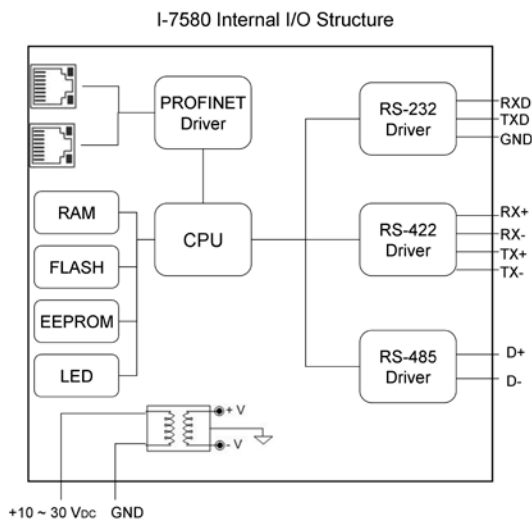 I-7580 Internal I/O Structure
PROFINET
Driver
RAM
FLASH
EEPROM
LED
CPU
RS-232
Driver
RXD
TXD
GND
RS-422
Driver
RX+
RX-
TX+
TX-
RS-485
Driver
D+
D-
+ V
- V
+10 ~ 30 VDC GND